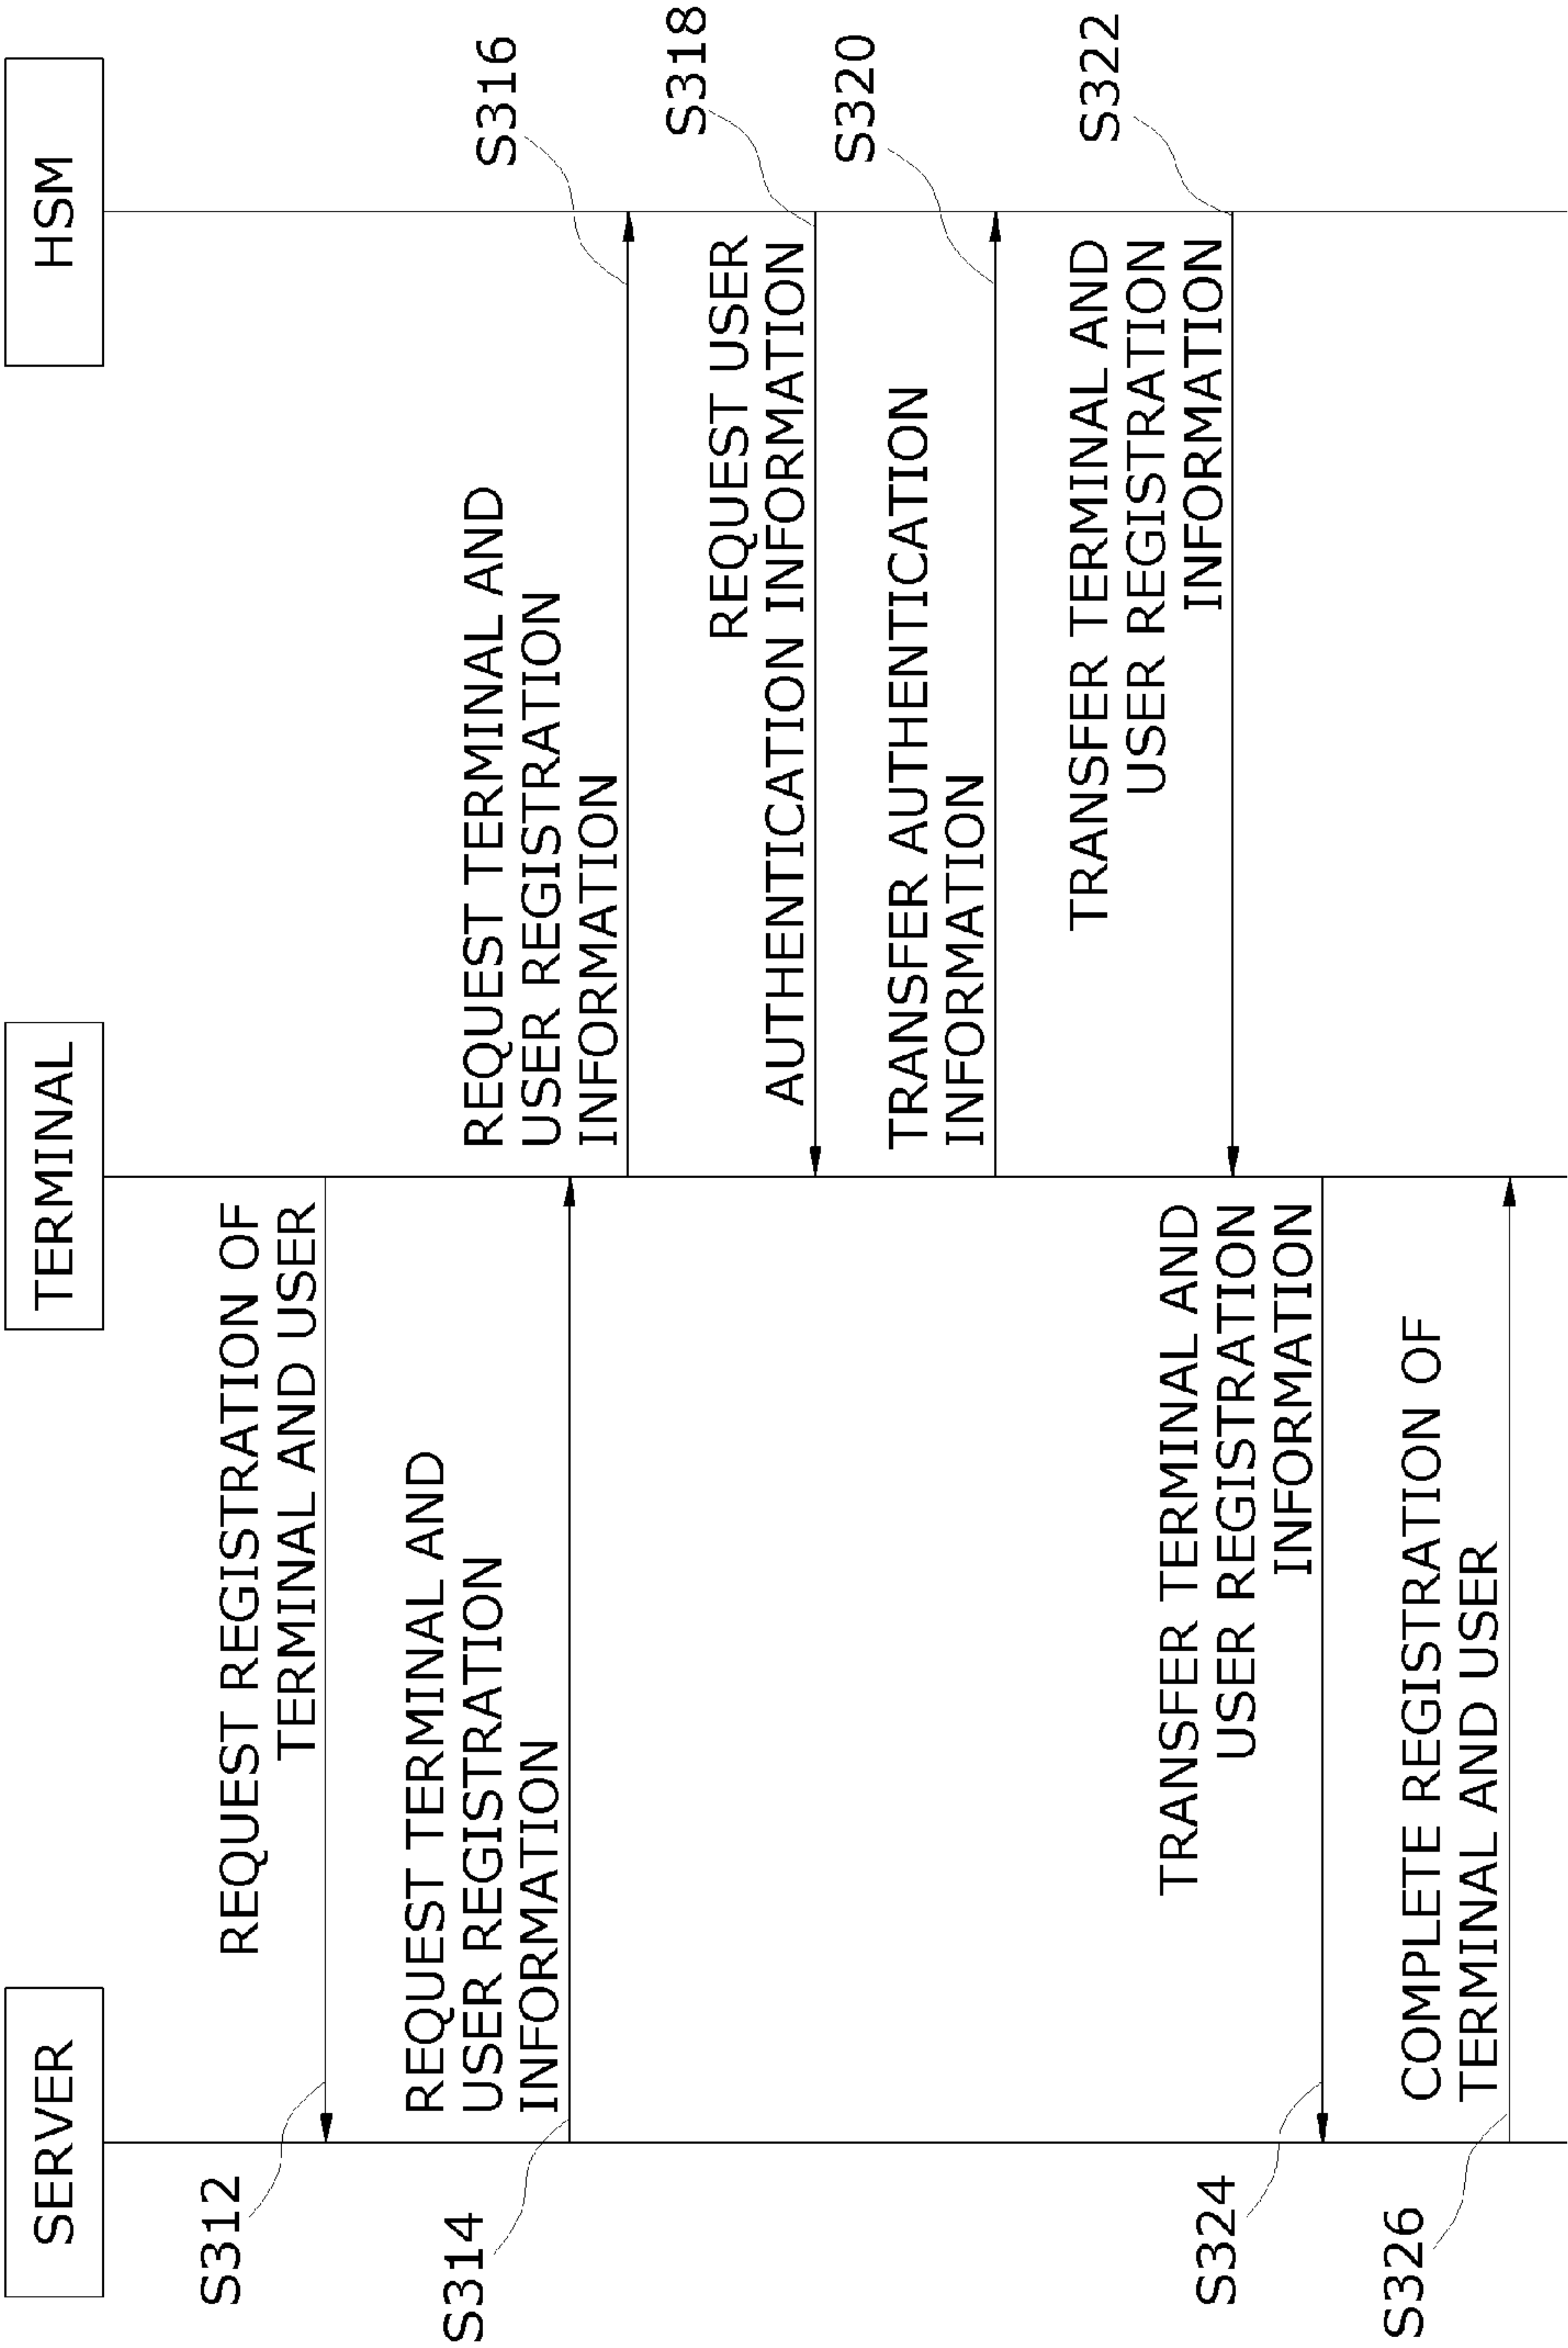 SERVER
TERMINAL
HSM
S312
REQUEST REGISTRATION OF
TERMINAL AND USER
S314
REQUEST TERMINAL AND
USER REGISTRATION
INFORMATION
REQUEST TERMINAL AND
USER REGISTRATION
INFORMATION
S316
REQUEST USER
AUTHENTICATION INFORMATION
S318
TRANSFER AUTHENTICATION
INFORMATION
S320
TRANSFER TERMINAL AND
USER REGISTRATION
INFORMATION
S322
S324
TRANSFER TERMINAL AND
USER REGISTRATION
INFORMATION
S326
COMPLETE REGISTRATION OF
TERMINAL AND USER